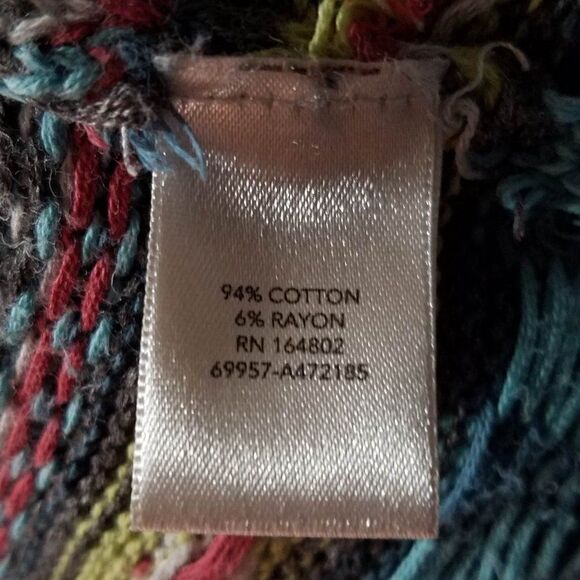 94% COTTON
6% RAYON
RN 164802
69957-A472185